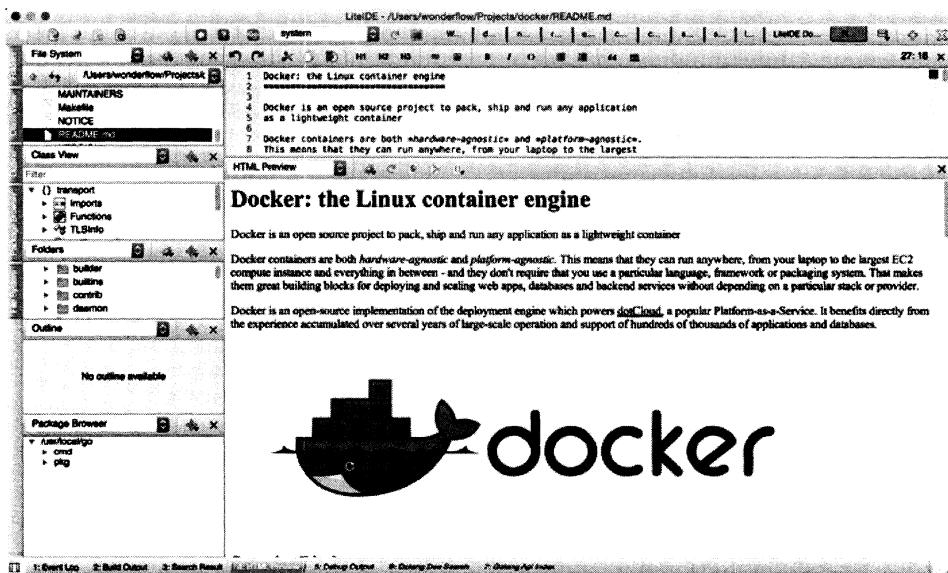 LiteIDE - /Users/wonderflow/Projects/docker/README.md
system
W... d... n... r... e... c... c... s... s... L... LiteIDE Do...
File System
H1 H2 H3 B / U
27: 18
/Users/wonderflow/Projects/c
MAINTAINERS
Makefile
NOTICE
README.md
1 Docker: the Linux container engine
2 ==================================
3
4 Docker is an open source project to pack, ship and run any application
5 as a lightweight container
6
7 Docker containers are both *hardware-agnostic* and *platform-agnostic*.
8 This means that they can run anywhere, from your laptop to the largest
Class View
Filter
{} transport
Imports
Functions
TLSInfo
Folders
builder
builtins
contrib
daemon
Outline
No outline available
Package Browser
/usr/local/go
cmd
pkg
HTML Preview
Docker: the Linux container engine
Docker is an open source project to pack, ship and run any application as a lightweight container
Docker containers are both hardware-agnostic and platform-agnostic. This means that they can run anywhere, from your laptop to the largest EC2
compute instance and everything in between - and they don't require that you use a particular language, framework or packaging system. That makes
them great building blocks for deploying and scaling web apps, databases and backend services without depending on a particular stack or provider.
Docker is an open-source implementation of the deployment engine which powers dotCloud, a popular Platform-as-a-Service. It benefits directly from
the experience accumulated over several years of large-scale operation and support of hundreds of thousands of applications and databases.
docker
1: Event Log 2: Build Output 3: Search Result 5: Debug Output 6: Golang Doc Search 7: Golang Api Index